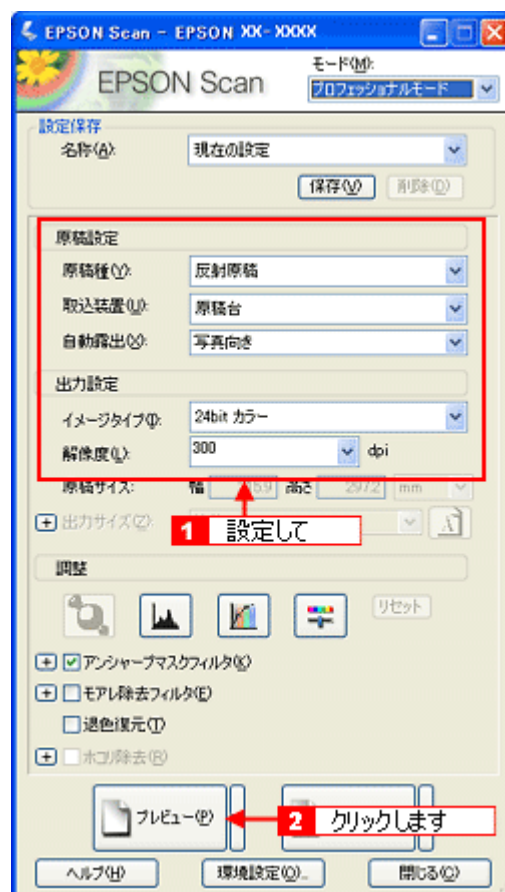 EPSON Scan - EPSON XX-XXXX
EPSON Scan
モード(M):
プロフェッショナルモード
設定保存
名称(A):
現在の設定
保存(V)
削除(D)
原稿設定
原稿種(Y):
反射原稿
取込装置(U):
原稿台
自動露出(X):
写真向き
出力設定
イメージタイプ(I):
24bit カラー
解像度(L):
300
dpi
原稿サイズ:
幅
高さ
297.2
mm
1 設定して
出力サイズ(Z):
調整
リセット
アンシャープマスクフィルタ(K)
モアレ除去フィルタ(E)
退色復元(T)
ホコリ除去(R)
プレビュー(P)
2 クリックします
ヘルプ(H)
環境設定(O)...
閉じる(C)